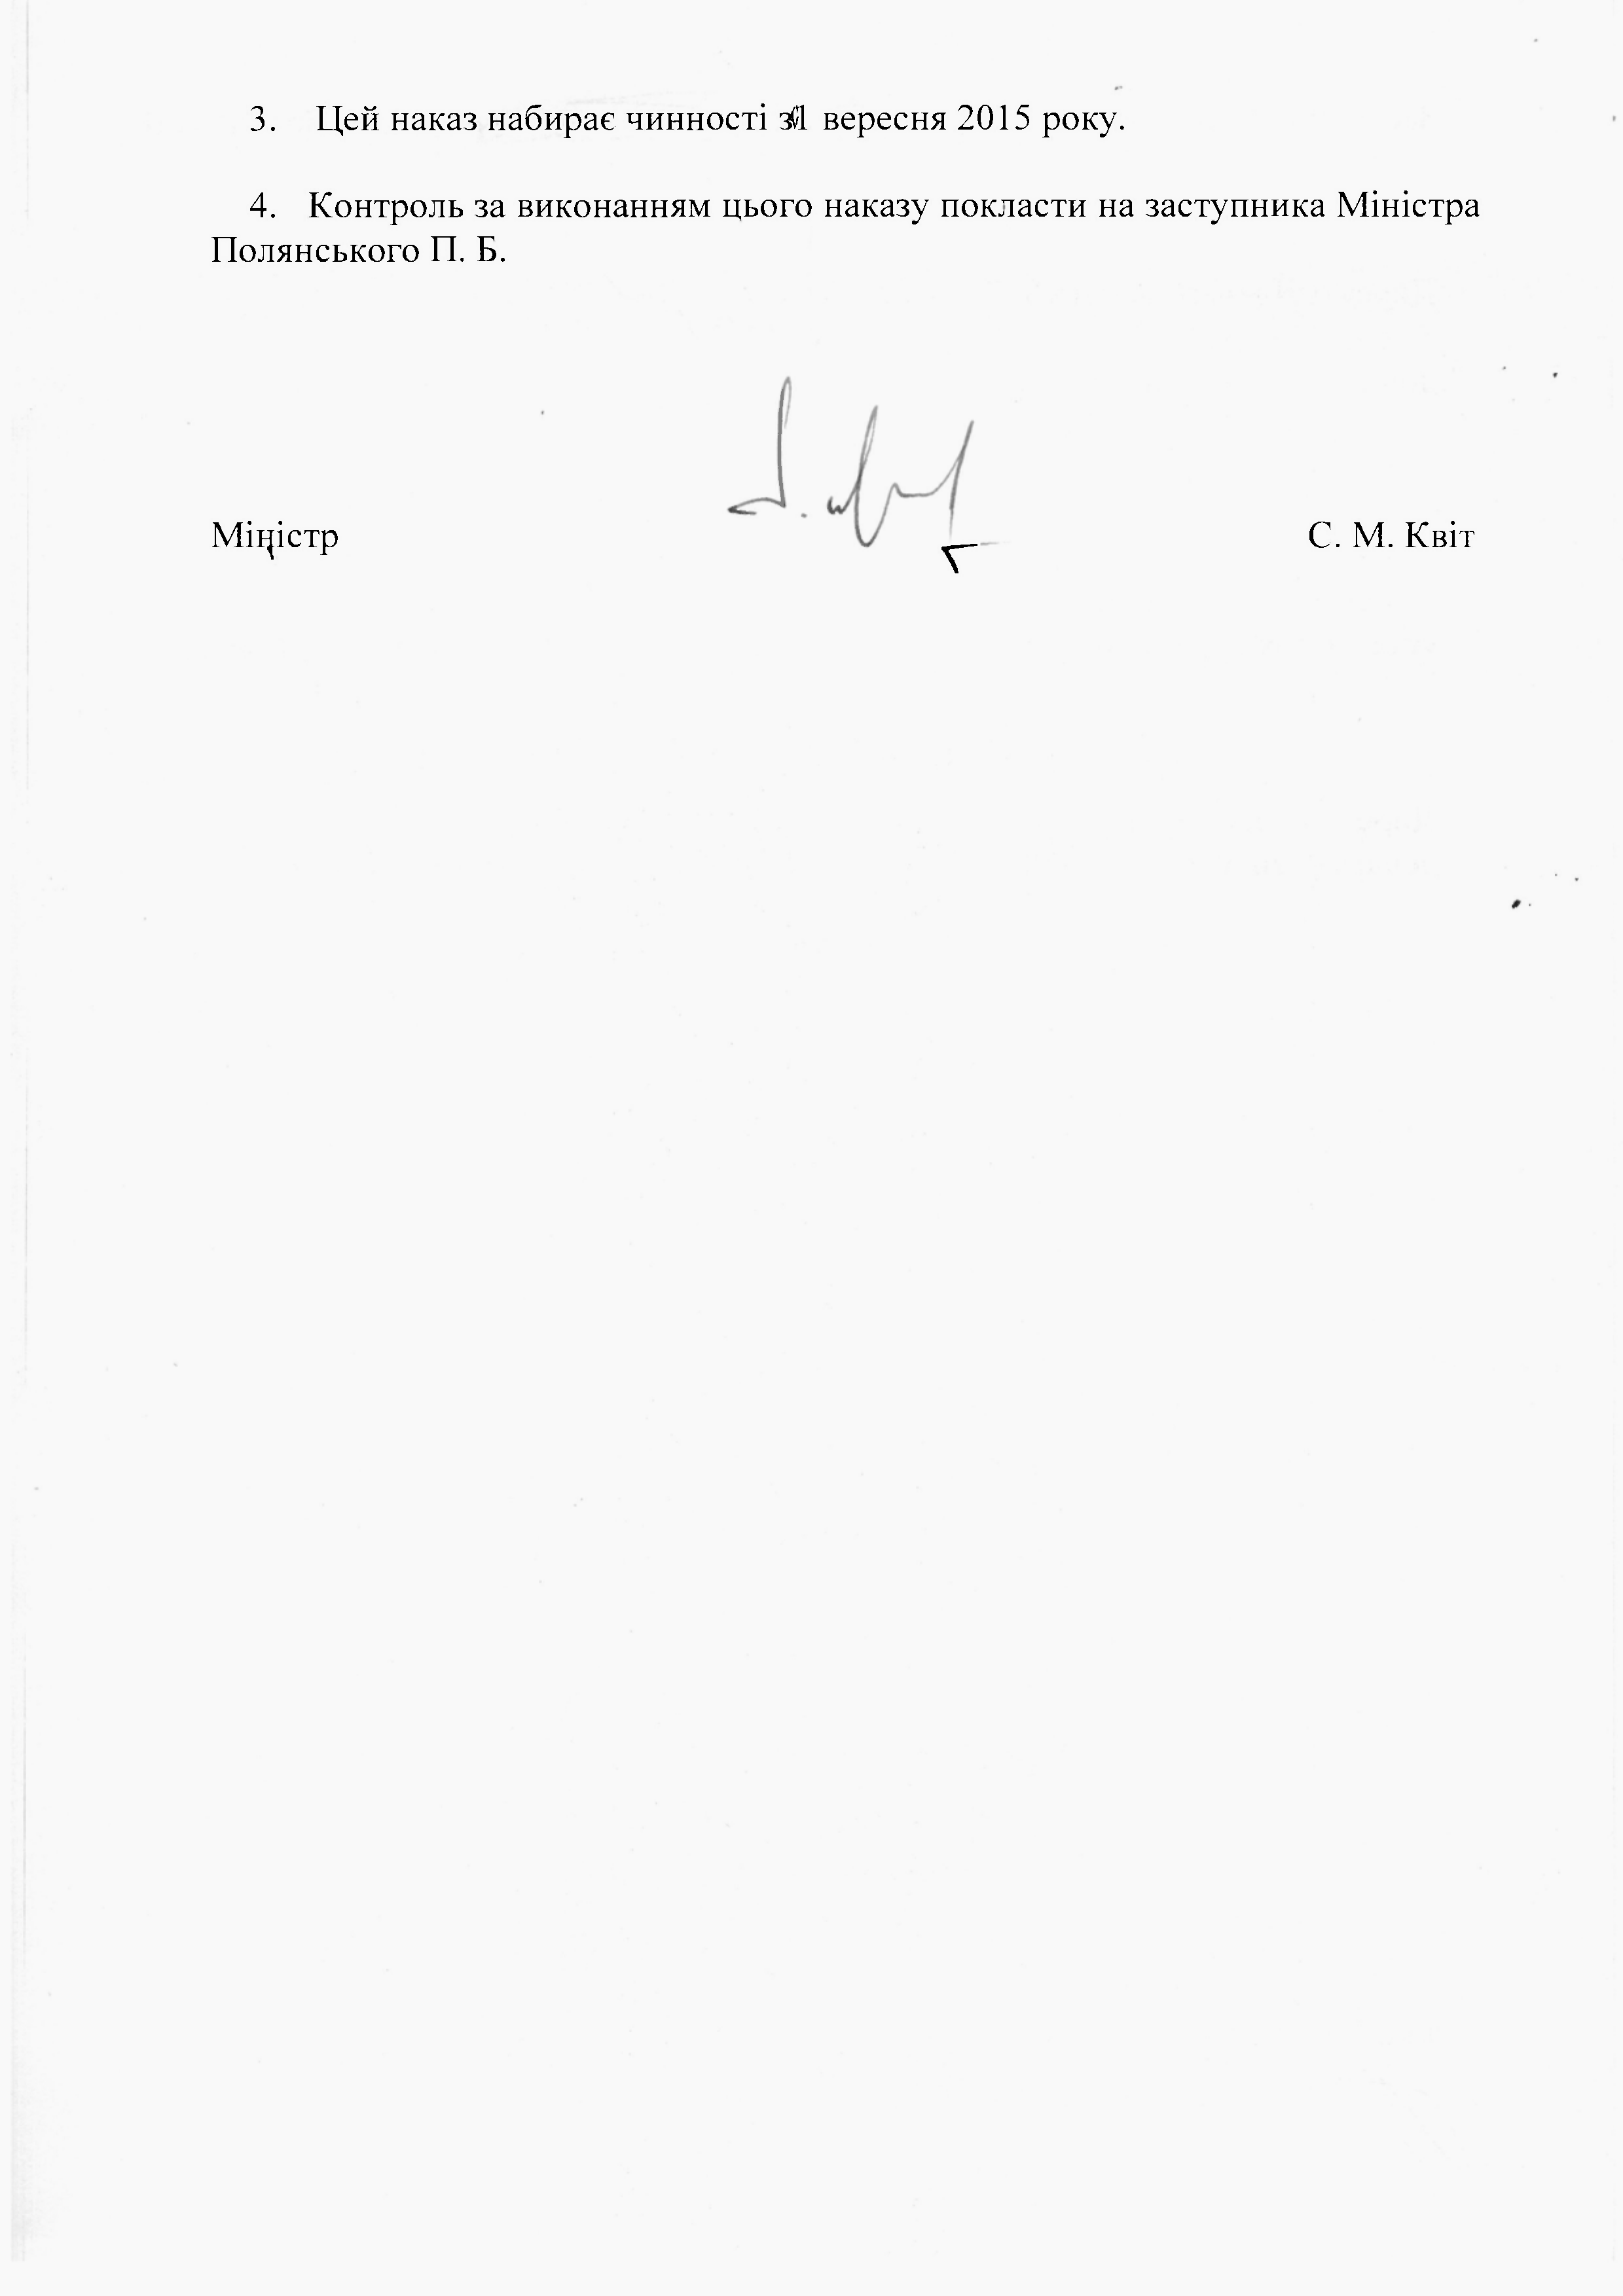 3. Цей наказ набирає чинності з 1 вересня 2015 року.
4. Контроль за виконанням цього наказу покласти на заступника Міністра
Полянського П. Б.
Міністр С. М. Квіт